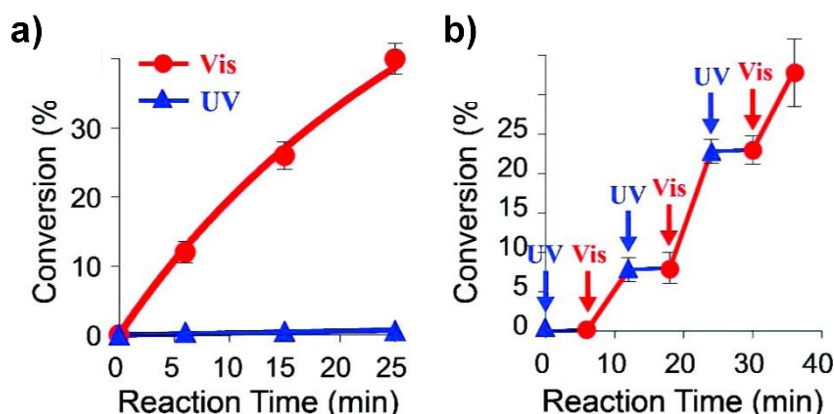 a)
Vis
UV
Conversion (%
30
20
10
0
0 5 10 15 20 25
Reaction Time (min)
b)
UV
Vis
UV
Vis
UV
Vis
Conversion (%
25
20
15
10
5
0
0 10 20 30 40
Reaction Time (min)